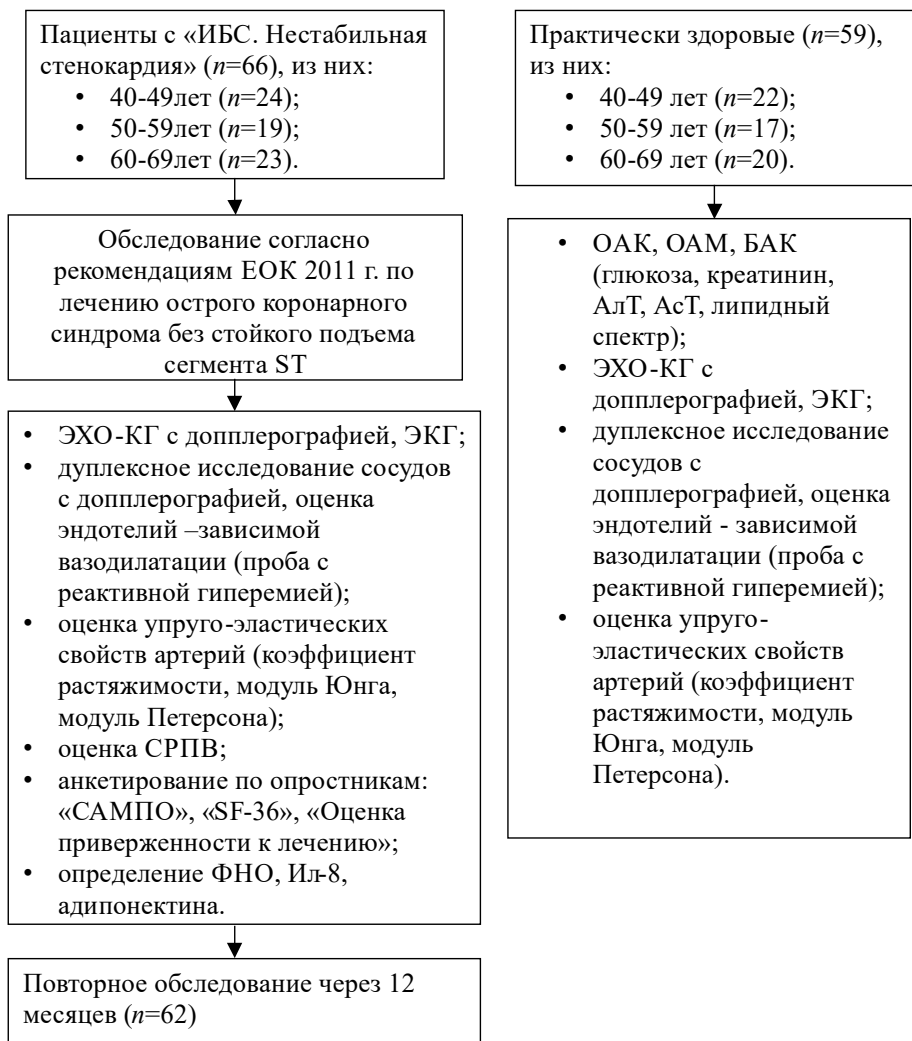 Пациенты с «ИБС. Нестабильная
стенокардия» (n=66), из них:
• 40-49лет (n=24);
• 50-59лет (n=19);
• 60-69лет (n=23).
Обследование согласно
рекомендациям ЕОК 2011 г. по
лечению острого коронарного
синдрома без стойкого подъема
сегмента ST
• ЭХО-КГ с допплерографией, ЭКГ;
• дуплексное исследование сосудов
с допплерографией, оценка
эндотелий –зависимой
вазодилатации (проба с
реактивной гиперемией);
• оценка упруго-эластических
свойств артерий (коэффициент
растяжимости, модуль Юнга,
модуль Петерсона);
• оценка СРПВ;
• анкетирование по опростникам:
«САМПО», «SF-36», «Оценка
приверженности к лечению»;
• определение ФНО, Ил-8,
адипонектина.
Повторное обследование через 12
месяцев (n=62)
Практически здоровые (n=59),
из них:
• 40-49 лет (n=22);
• 50-59 лет (n=17);
• 60-69 лет (n=20).
• ОАК, ОАМ, БАК
(глюкоза, креатинин,
АлТ, АсТ, липидный
спектр);
• ЭХО-КГ с
допплерографией, ЭКГ;
• дуплексное исследование
сосудов с
допплерографией, оценка
эндотелий - зависимой
вазодилатации (проба с
реактивной гиперемией);
• оценка упруго-
эластических свойств
артерий (коэффициент
растяжимости, модуль
Юнга, модуль
Петерсона).